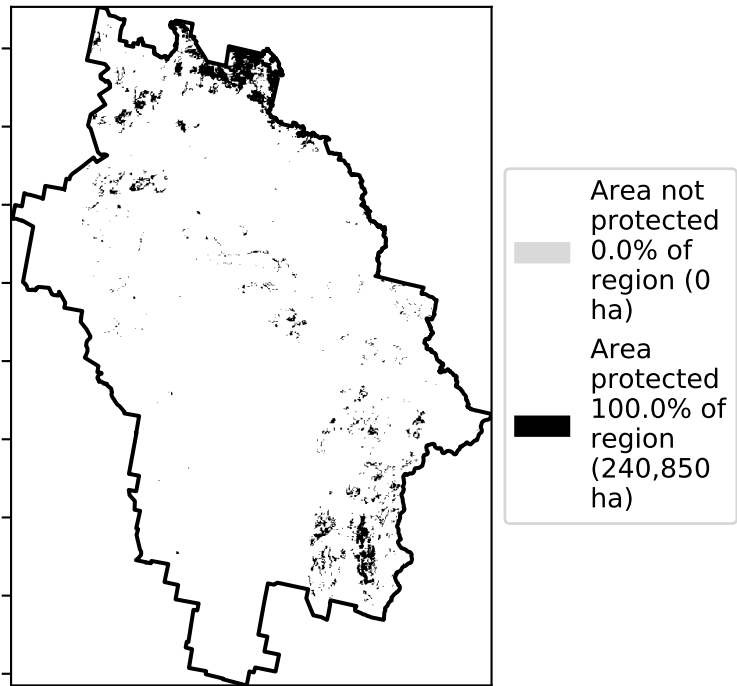 Area not
protected
0.0% of
region (0
ha)
Area
protected
100.0% of
region
(240,850
ha)